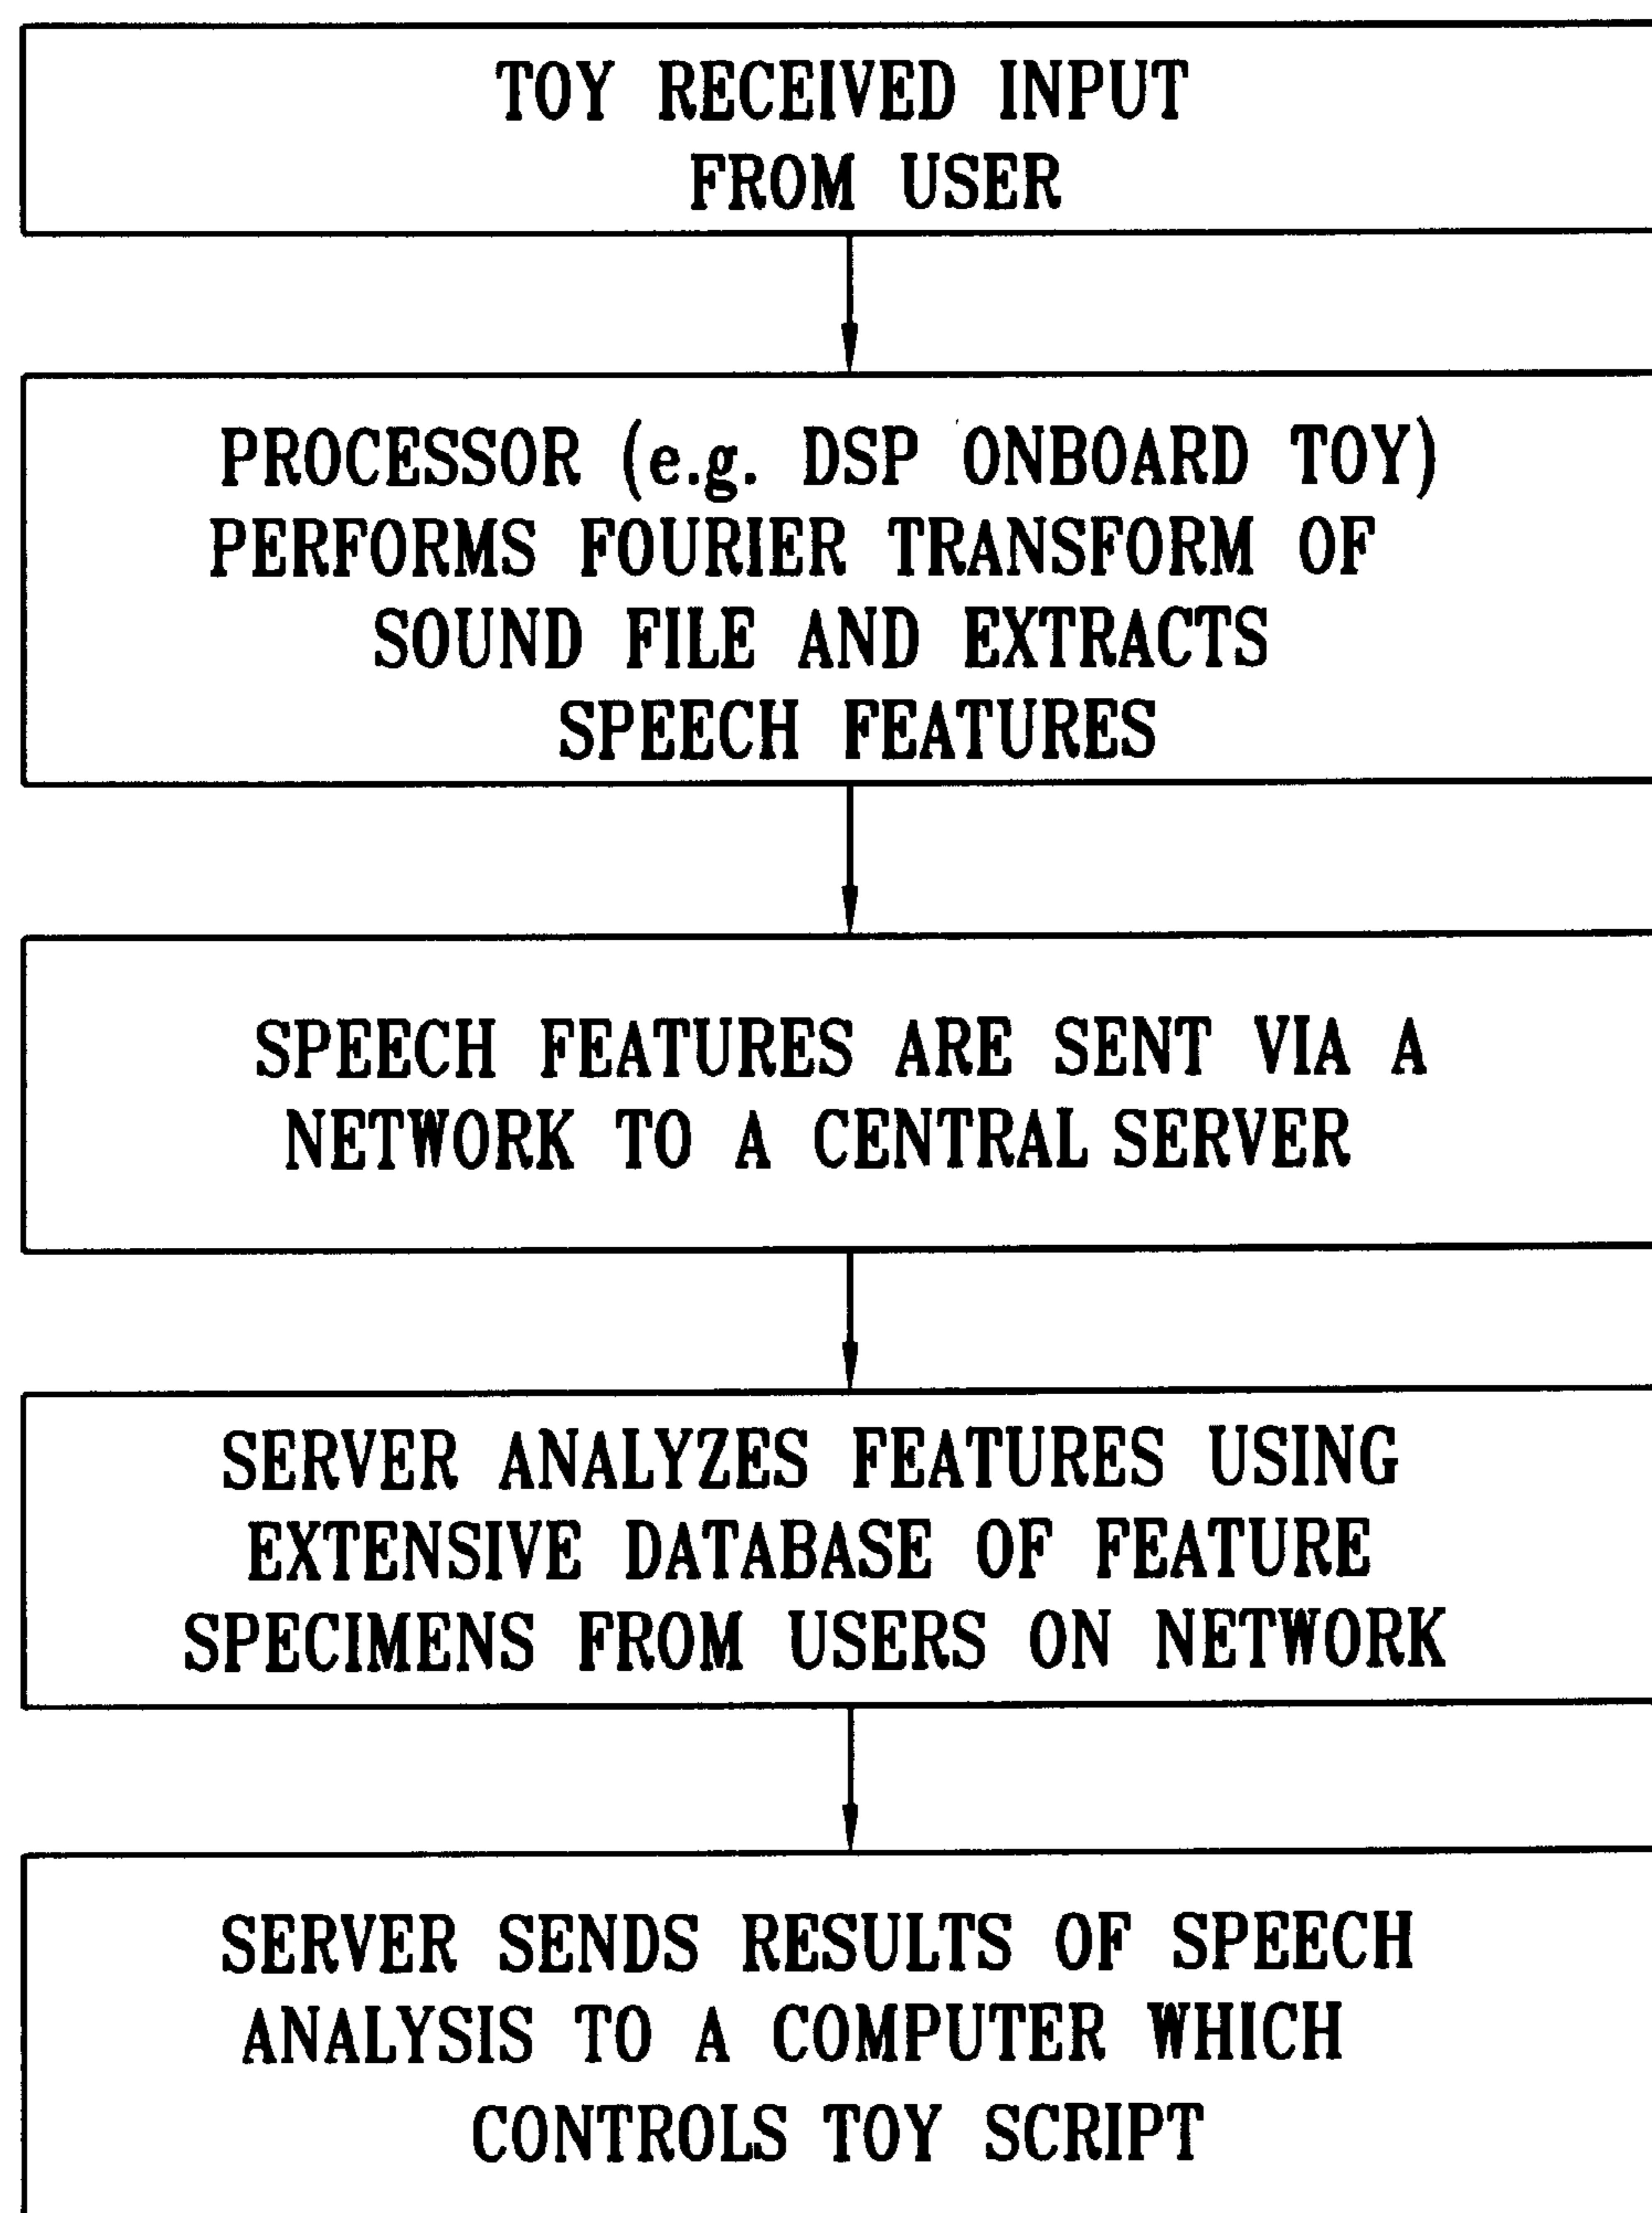 TOY RECEIVED INPUT
FROM USER
PROCESSOR (e.g. DSP ONBOARD TOY)
PERFORMS FOURIER TRANSFORM OF
SOUND FILE AND EXTRACTS
SPEECH FEATURES
SPEECH FEATURES ARE SENT VIA A
NETWORK TO A CENTRAL SERVER
SERVER ANALYZES FEATURES USING
EXTENSIVE DATABASE OF FEATURE
SPECIMENS FROM USERS ON NETWORK
SERVER SENDS RESULTS OF SPEECH
ANALYSIS TO A COMPUTER WHICH
CONTROLS TOY SCRIPT